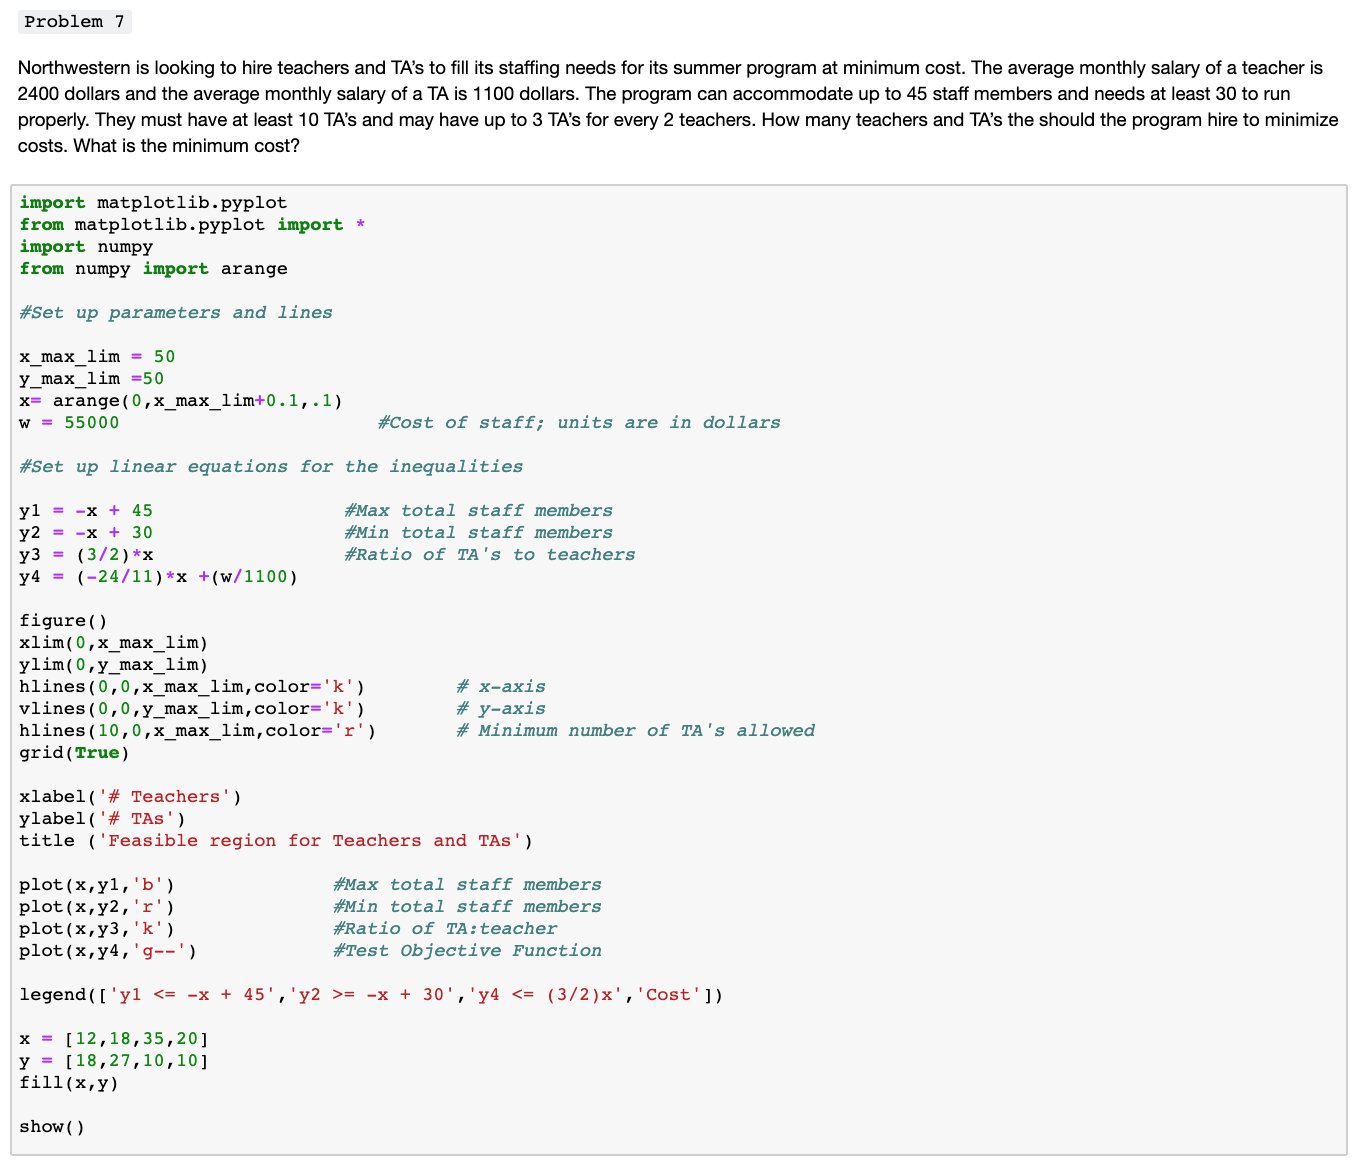 Problem 7
Northwestern is looking to hire teachers and TA’s to fill its staffing needs for its summer program at minimum cost. The average monthly salary of a teacher is
2400 dollars and the average monthly salary of a TA is 1100 dollars. The program can accommodate up to 45 staff members and needs at least 30 to run
properly. They must have at least 10 TA’s and may have up to 3 TA’s for every 2 teachers. How many teachers and TA’s the should the program hire to minimize
costs. What is the minimum cost?
import matplotlib.pyplot
from matplotlib.pyplot import *
import numpy
from numpy import arange
#Set up parameters and lines
x_max_lim = 50
y_max_lim =50
x= arange(0,x_max_lim+0.1,.1)
w = 55000 #Cost of staff; units are in dollars
#Set up linear equations for the inequalities
y1 = -x + 45 #Max total staff members
y2 = -x + 30 #Min total staff members
y3 = (3/2)*x #Ratio of TA's to teachers
y4 = (-24/11)*x +(w/1100)
figure()
xlim(0,x_max_lim)
ylim(0,y_max_lim)
hlines(0,0,x_max_lim,color='k') # x-axis
vlines(0,0,y_max_lim,color='k') # y-axis
hlines(10,0,x_max_lim,color='r') # Minimum number of TA's allowed
grid(True)
xlabel('# Teachers')
ylabel('# TAs')
title ('Feasible region for Teachers and TAs')
plot(x,y1,'b') #Max total staff members
plot(x,y2,'r') #Min total staff members
plot(x,y3,'k') #Ratio of TA:teacher
plot(x,y4,'g--') #Test Objective Function
legend(['y1 <= -x + 45','y2 >= -x + 30','y4 <= (3/2)x','Cost'])
x = [12,18,35,20]
y = [18,27,10,10]
fill(x,y)
show()